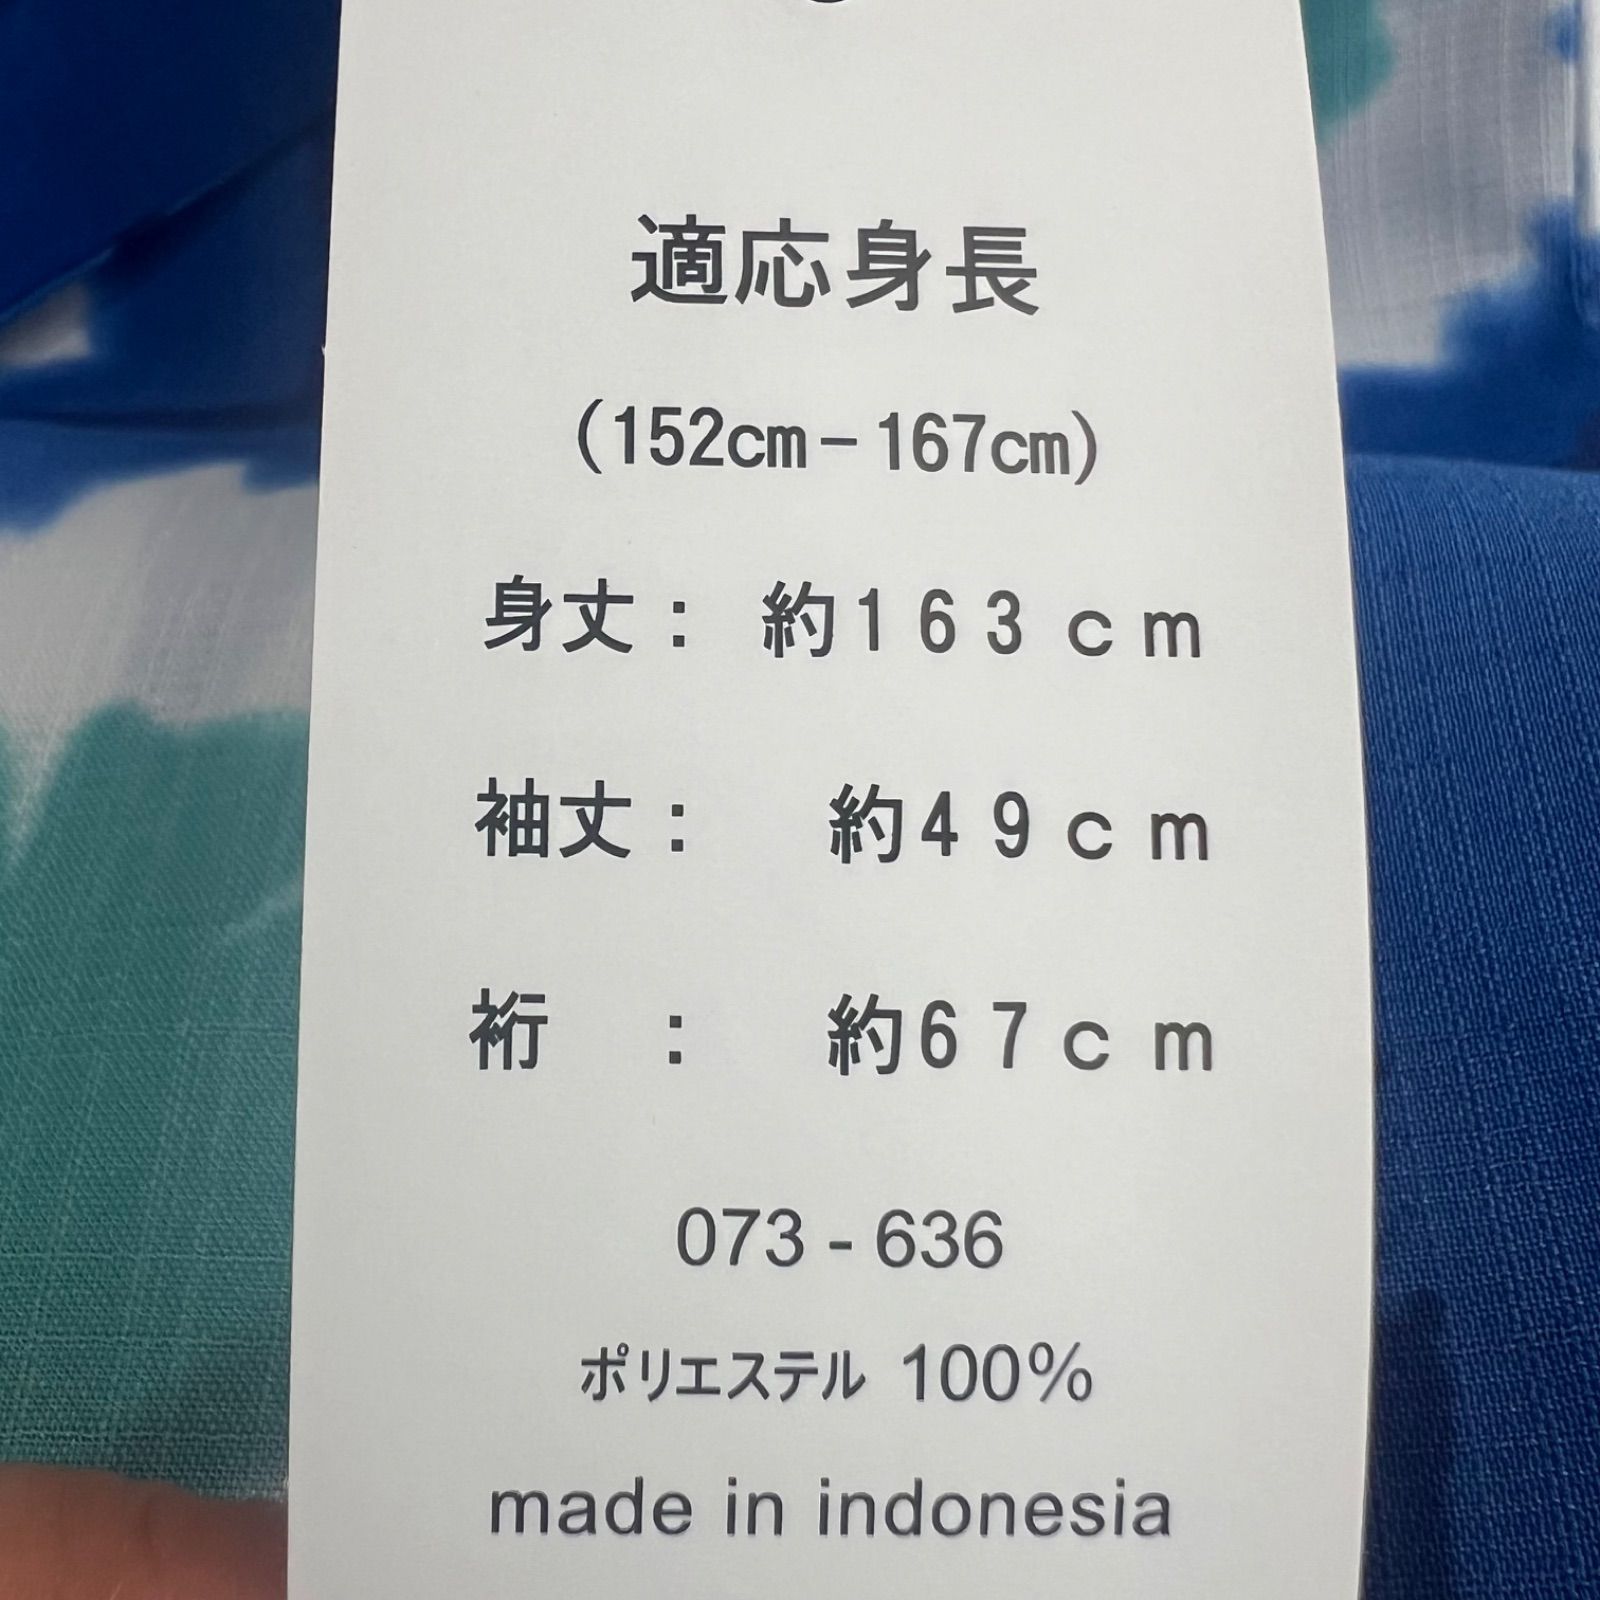 適応身長
(152cm-167cm)
身丈： 約163cm
袖丈： 約49cm
裄 ： 約67cm
073 - 636
ポリエステル 100%
made in indonesia